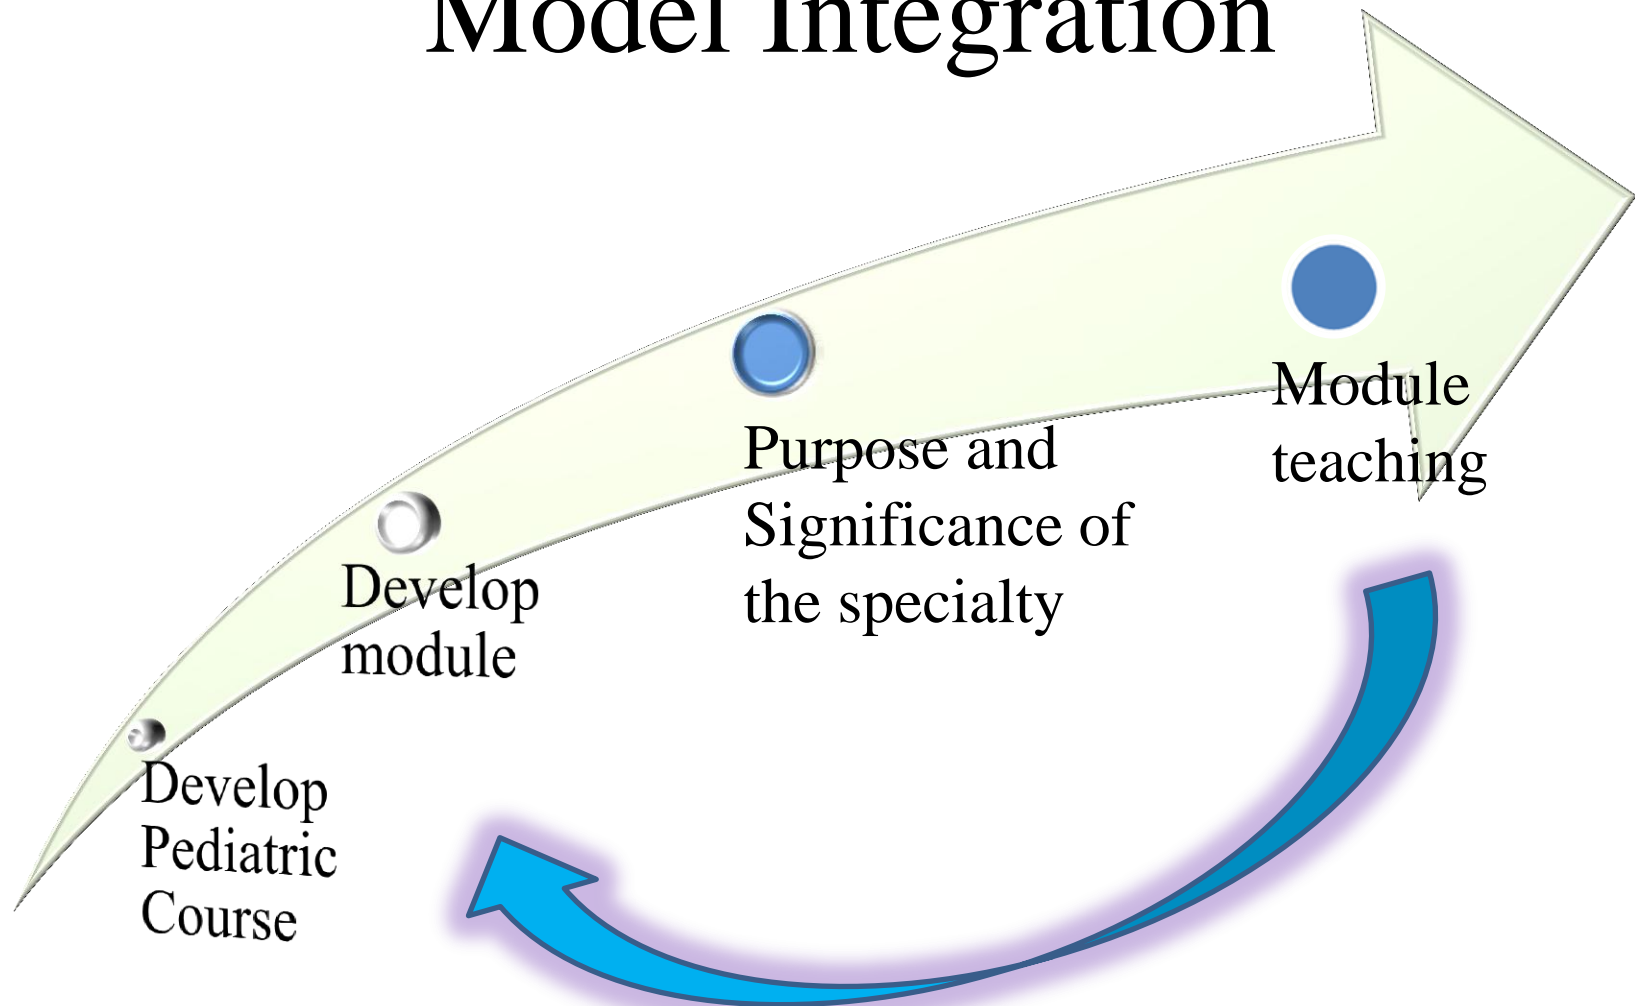 Model Integration
Module
teaching
Purpose and
Significance of
the specialty
Develop
module
Develop
Pediatric
Course